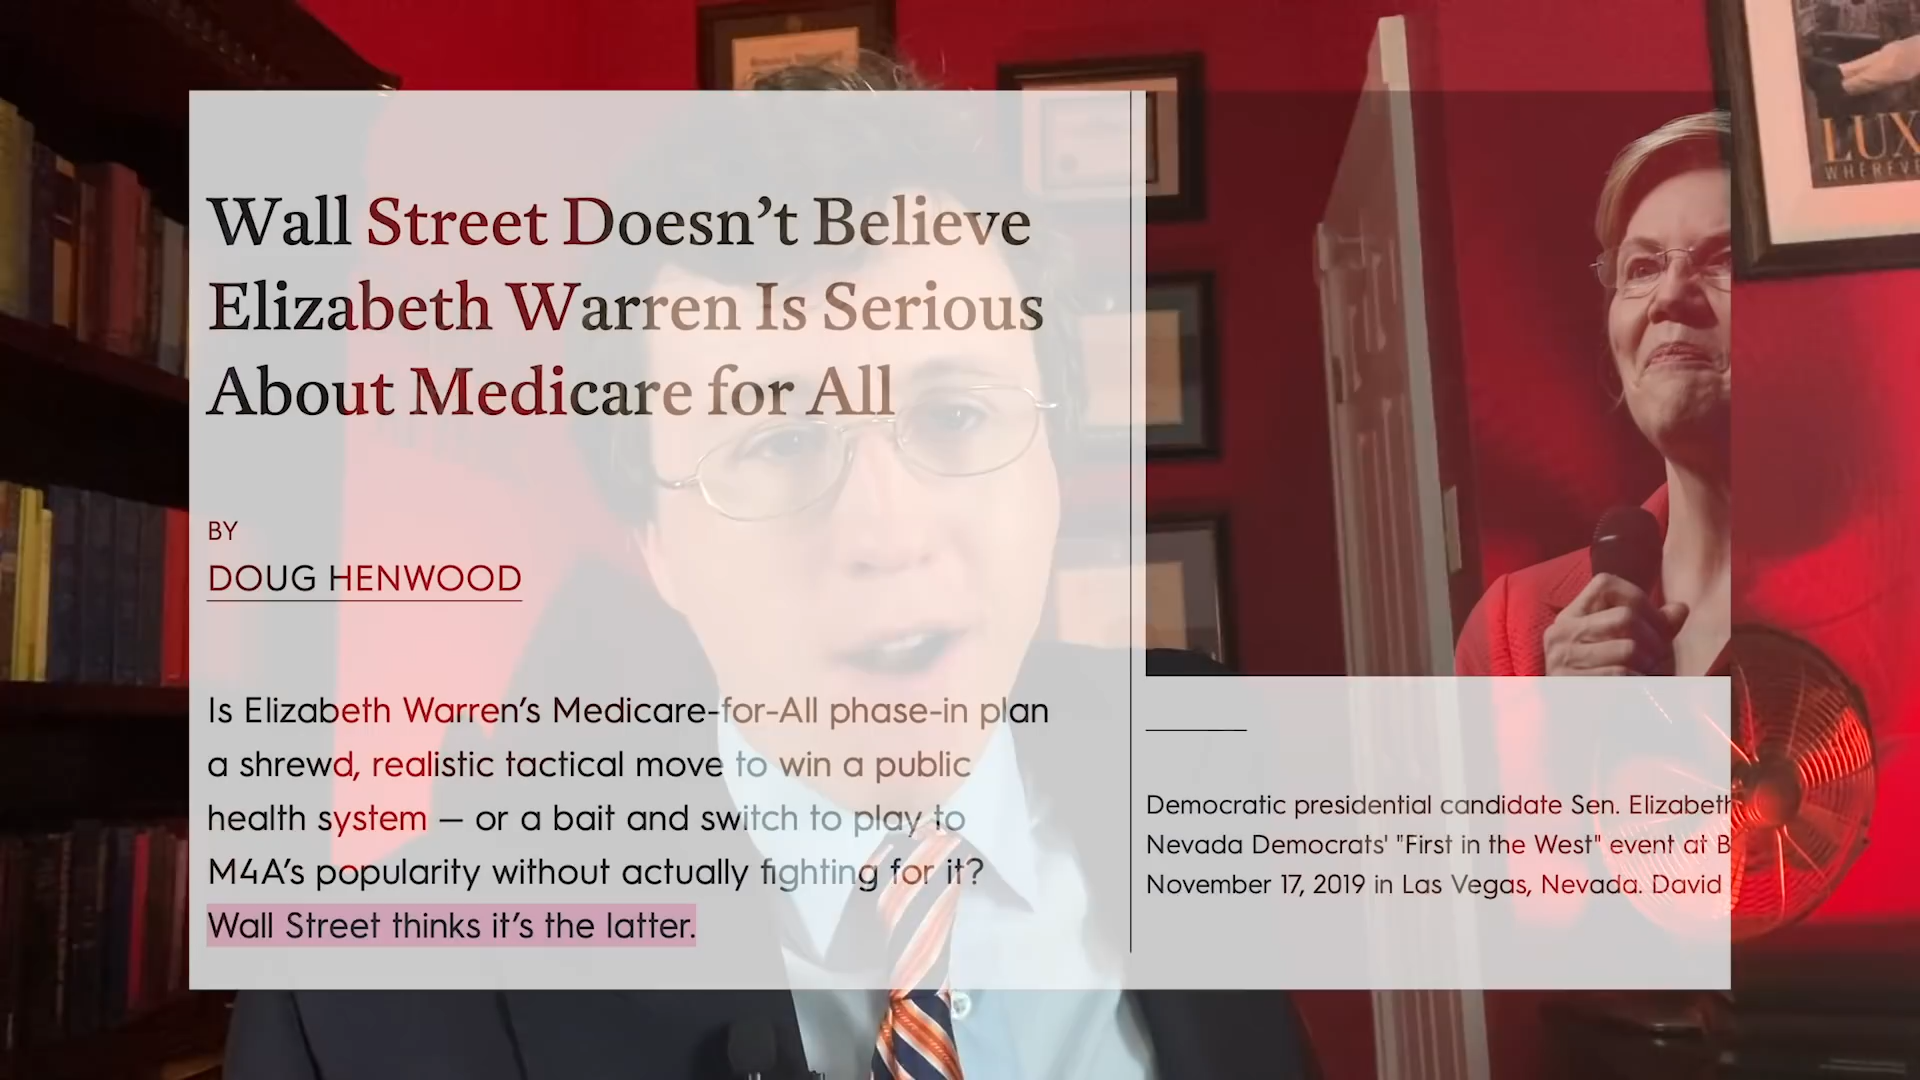 Wall Street Doesn’t Believe
Elizabeth Warren Is Serious
About Medicare for All
BY
DOUG HENWOOD
Is Elizabeth Warren’s Medicare-for-All phase-in plan
a shrewd, realistic tactical move to win a public
health system – or a bait and switch to play to
M4A’s popularity without actually fighting for it?
Wall Street thinks it’s the latter.
Democratic presidential candidate Sen. Elizabeth
Nevada Democrats' "First in the West" event at B
November 17, 2019 in Las Vegas, Nevada. David
LUX
WHEREVE